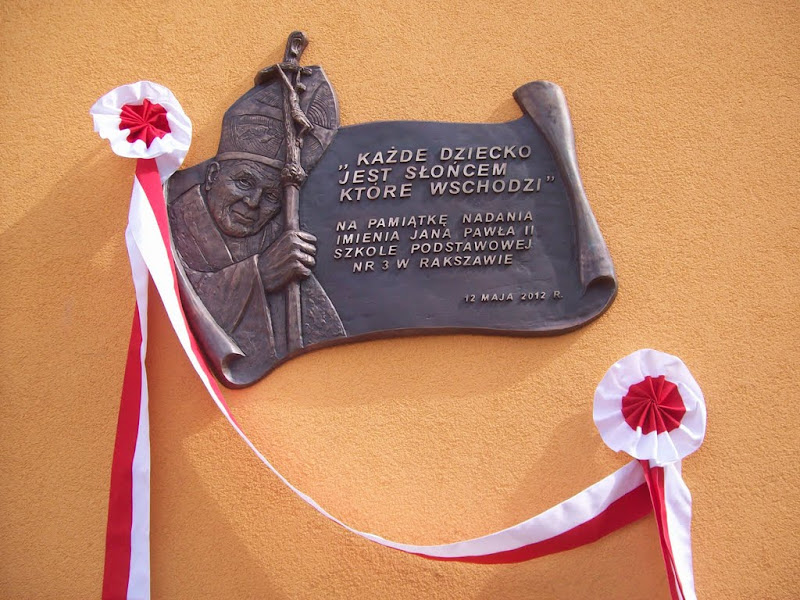 „KAŻDE DZIECKO
JEST SŁOŃCEM
KTÓRE WSCHODZI”
NA PAMIĄTKĘ NADANIA
IMIENIA JANA PAWŁA II
SZKOLE PODSTAWOWEJ
NR 3 W RAKSZAWIE
12 MAJA 2012 R.